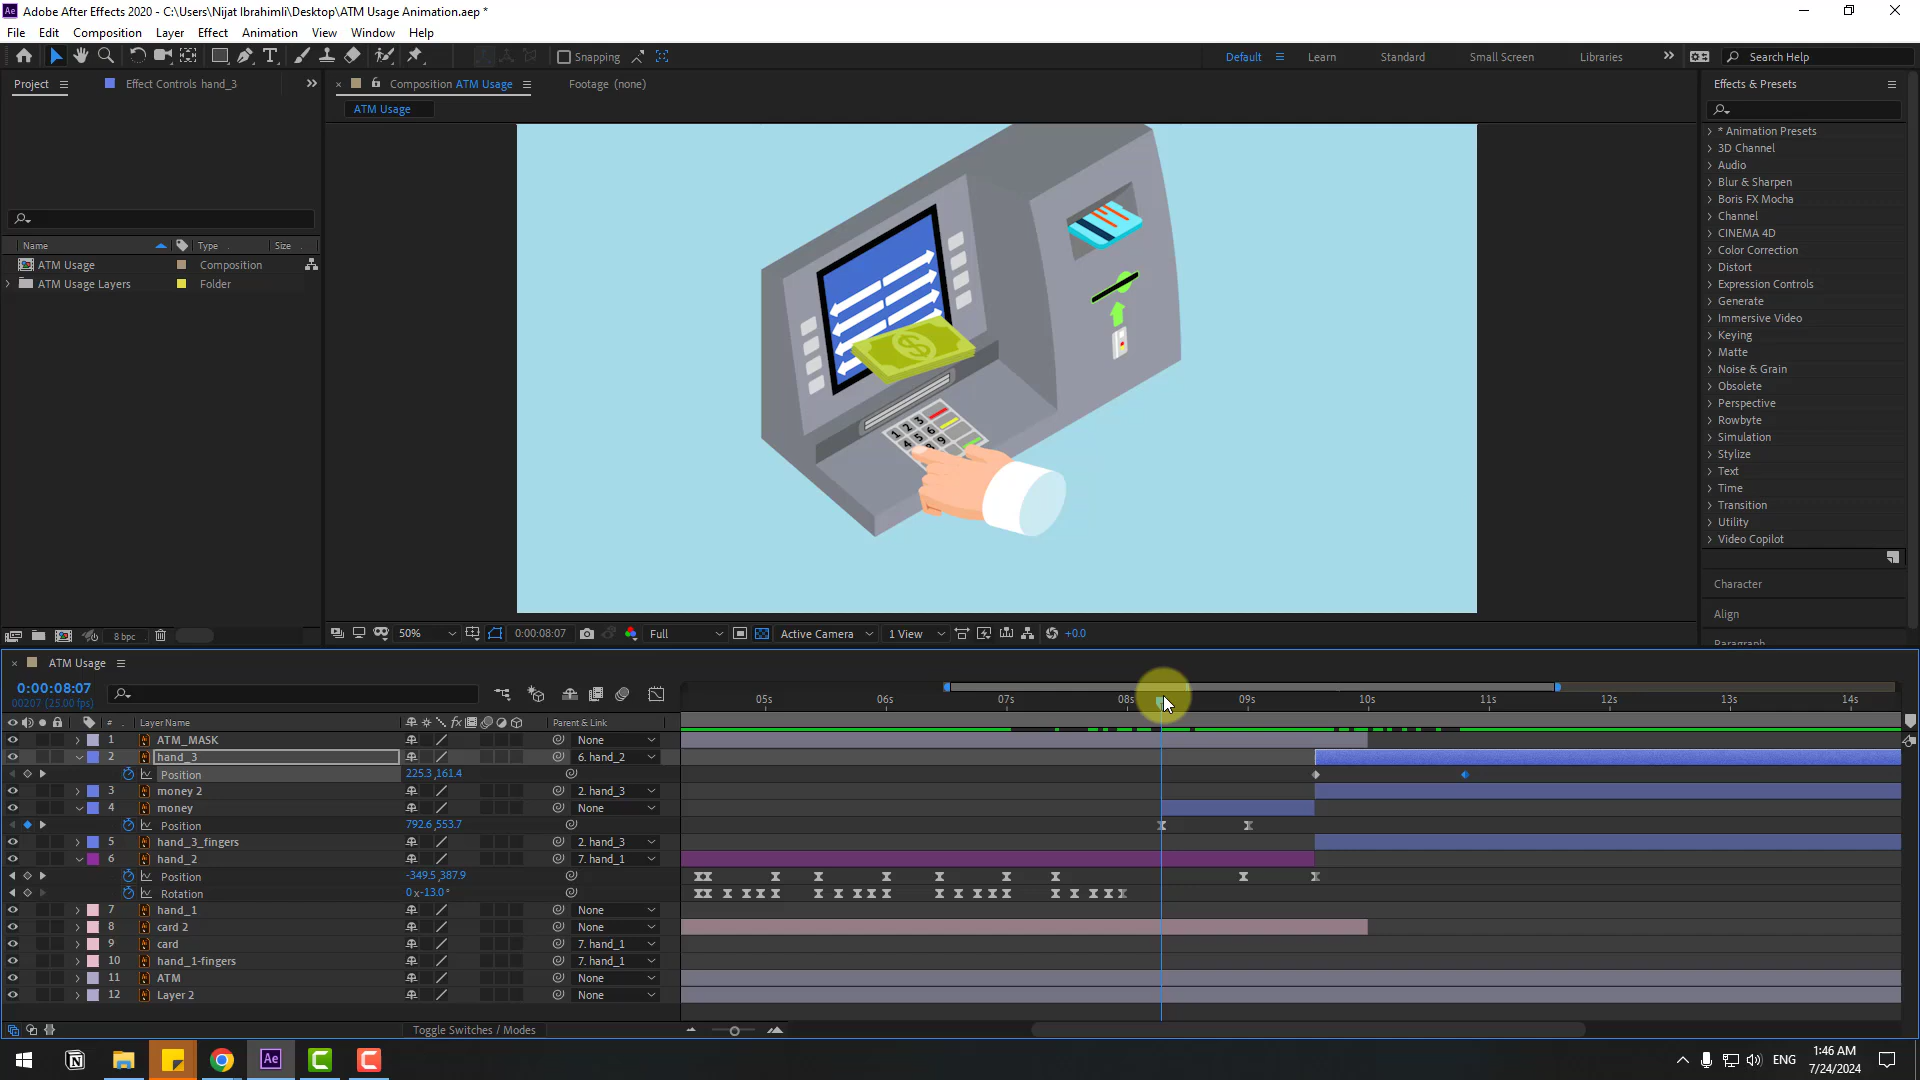 Adobe After Effects 2020 - C:\Users\Nijat Ibrahimli\Desktop\ATM Usage Animation.aep *
File Edit Composition Layer Effect Animation View Window Help
Snapping Default Learn Standard Small Screen Libraries Search Help
Project Effect Controls hand_3 Composition ATM Usage Footage (none) Effects & Presets
ATM Usage
* Animation Presets
3D Channel
Audio
Blur & Sharpen
Boris FX Mocha
Channel
CINEMA 4D
Color Correction
Distort
Expression Controls
Generate
Immersive Video
Keying
Matte
Noise & Grain
Obsolete
Perspective
Rowbyte
Simulation
Stylize
Text
Time
Transition
Utility
Video Copilot
Character
Align
Paragraph
Name Type Size
ATM Usage Composition
ATM Usage Layers Folder
$
1 2 3
4 5 6
9
8 bpc 50% 0:00:08:07 Full Active Camera 1 View +0.0
ATM Usage
0:00:08:07
00207 (25.00 fps)
05s 06s 07s 08s 09s 10s 11s 12s 13s 14s
# Layer Name Parent & Link
1 ATM_MASK None
2 hand_3 6. hand_2
Position 225.3,161.4
3 money 2 2. hand_3
4 money None
Position 792.6,553.7
5 hand_3_fingers 2. hand_3
6 hand_2 7. hand_1
Position -349.5,387.9
Rotation 0x-13.0°
7 hand_1 None
8 card 2 None
9 card 7. hand_1
10 hand_1-fingers 7. hand_1
11 ATM None
12 Layer 2 None
Toggle Switches / Modes
ENG 1:46 AM
7/24/2024